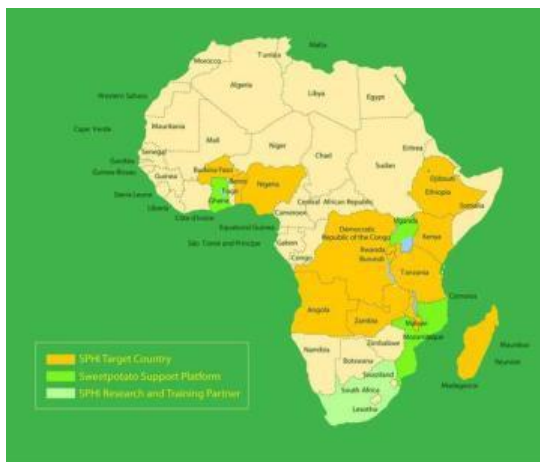 Malta
Tunisia
Morocco
Algeria
Libya
Egypt
Western Sahara
Cape Verde
Mauritania
Mali
Niger
Chad
Sudan
Eritrea
Senegal
Gambia
Guinea-Bissau
Guinea
Burkina Faso
Benin
Togo
Ghana
Nigeria
Djibouti
Ethiopia
Somalia
Sierra Leone
Liberia
Côte d'Ivoire
Central African Republic
Cameroon
Equatorial Guinea
São Tomé and Príncipe
Gabon
Congo
Democratic
Republic of the Congo
Uganda
Kenya
Rwanda
Burundi
Tanzania
Comoros
Angola
Zambia
Malawi
Mozambique
Zimbabwe
Namibia
Botswana
Swaziland
South Africa
Lesotho
Madagascar
Mauritius
Reunion
SPHI Target Country
Sweetpotato Support Platform
SPHI Research and Training Partner